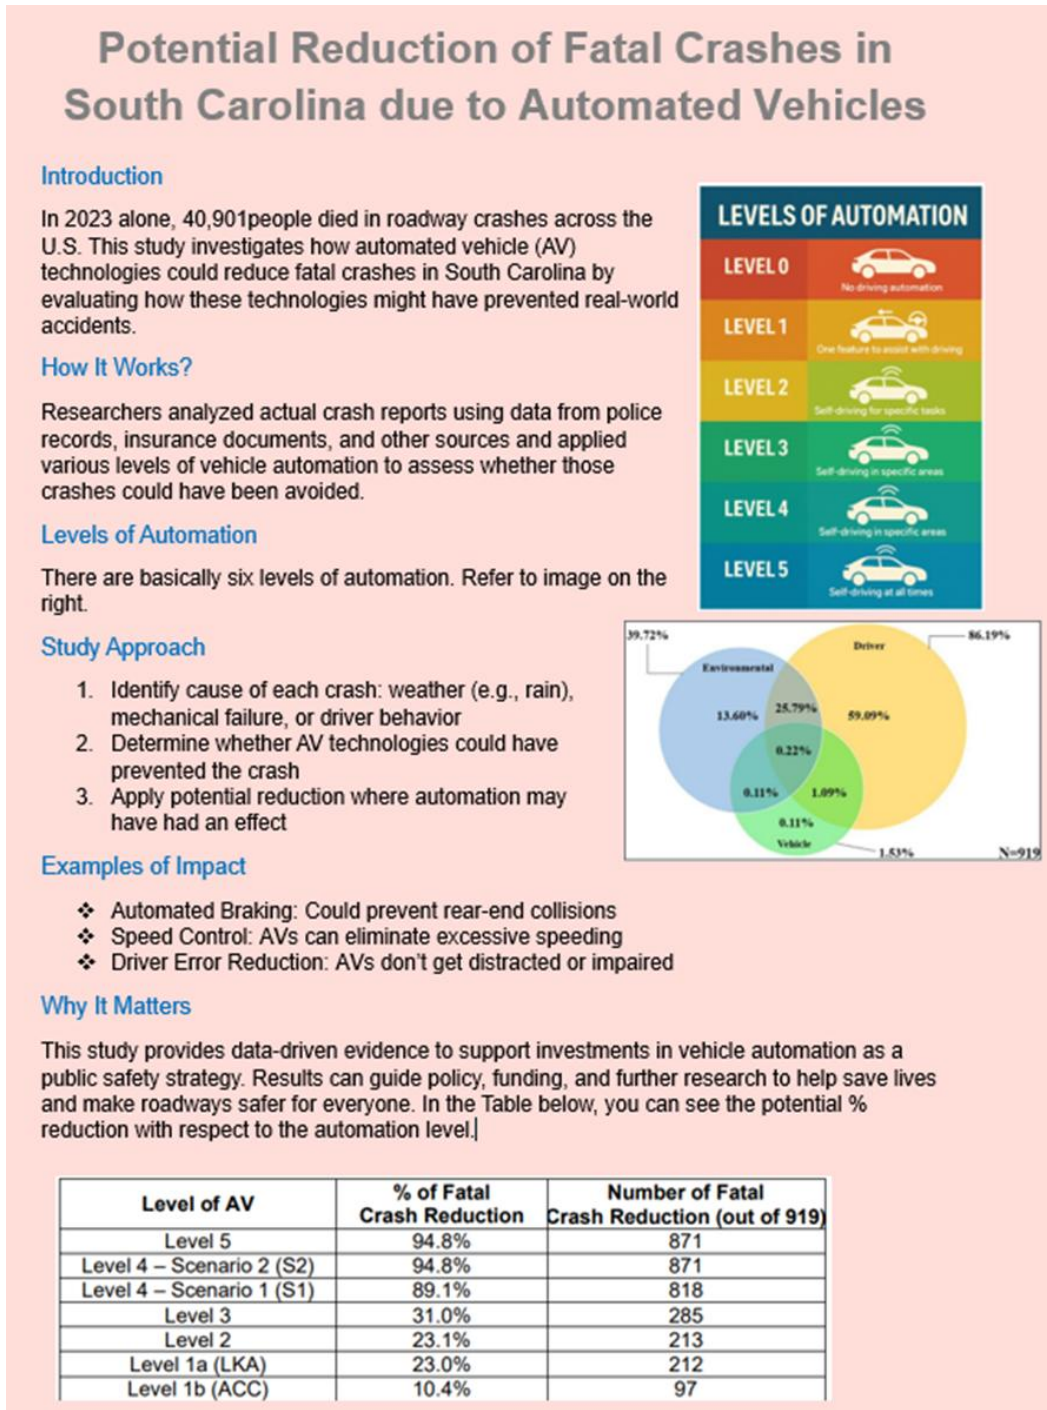 Potential Reduction of Fatal Crashes in
South Carolina due to Automated Vehicles
Introduction
In 2023 alone, 40,901people died in roadway crashes across the
U.S. This study investigates how automated vehicle (AV)
technologies could reduce fatal crashes in South Carolina by
evaluating how these technologies might have prevented real-world
accidents.
How It Works?
Researchers analyzed actual crash reports using data from police
records, insurance documents, and other sources and applied
various levels of vehicle automation to assess whether those
crashes could have been avoided.
Levels of Automation
There are basically six levels of automation. Refer to image on the
right.
LEVELS OF AUTOMATION
LEVEL 0
No driving automation
LEVEL 1
One feature to assist with driving
LEVEL 2
Self-driving for specific tasks
LEVEL 3
Self-driving in specific areas
LEVEL 4
Self-driving in specific areas
LEVEL 5
Self-driving at all times
Study Approach
1. Identify cause of each crash: weather (e.g., rain),
mechanical failure, or driver behavior
2. Determine whether AV technologies could have
prevented the crash
3. Apply potential reduction where automation may
have had an effect
39.72%
86.19%
Driver
Environmental
13.60%
25.79%
59.09%
0.22%
0.11%
1.09%
0.11%
Vehicle
1.53%
N=919
Examples of Impact
❖ Automated Braking: Could prevent rear-end collisions
❖ Speed Control: AVs can eliminate excessive speeding
❖ Driver Error Reduction: AVs don't get distracted or impaired
Why It Matters
This study provides data-driven evidence to support investments in vehicle automation as a
public safety strategy. Results can guide policy, funding, and further research to help save lives
and make roadways safer for everyone. In the Table below, you can see the potential %
reduction with respect to the automation level.
Level of AV % of Fatal Crash Reduction Number of Fatal Crash Reduction (out of 919)
Level 5 94.8% 871
Level 4 – Scenario 2 (S2) 94.8% 871
Level 4 – Scenario 1 (S1) 89.1% 818
Level 3 31.0% 285
Level 2 23.1% 213
Level 1a (LKA) 23.0% 212
Level 1b (ACC) 10.4% 97